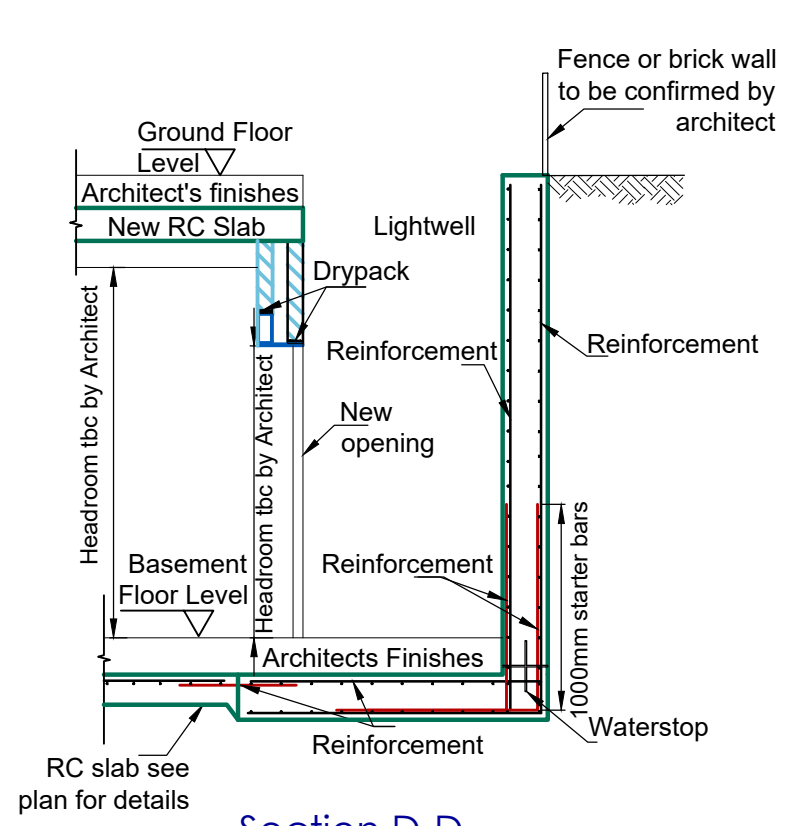 Fence or brick wall
to be confirmed by
architect
Ground Floor
Level
Architect's finishes
New RC Slab
Lightwell
Drypack
Headroom tbc by Architect
Headroom tbc by Architect
Reinforcement
Reinforcement
New
opening
Basement
Floor Level
Reinforcement
1000mm starter bars
Architects Finishes
Waterstop
Reinforcement
RC slab see
plan for details
Section D-D